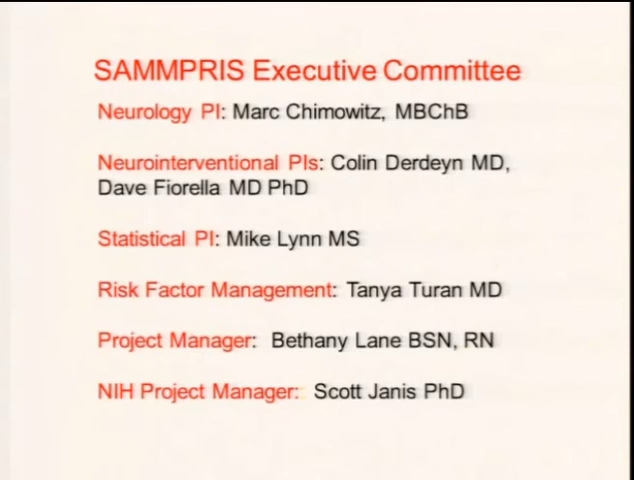 SAMMPRIS Executive Committee
Neurology PI: Marc Chimowitz, MBChB
Neurointerventional PIs: Colin Derdeyn MD,
Dave Fiorella MD PhD
Statistical PI: Mike Lynn MS
Risk Factor Management: Tanya Turan MD
Project Manager: Bethany Lane BSN, RN
NIH Project Manager: Scott Janis PhD